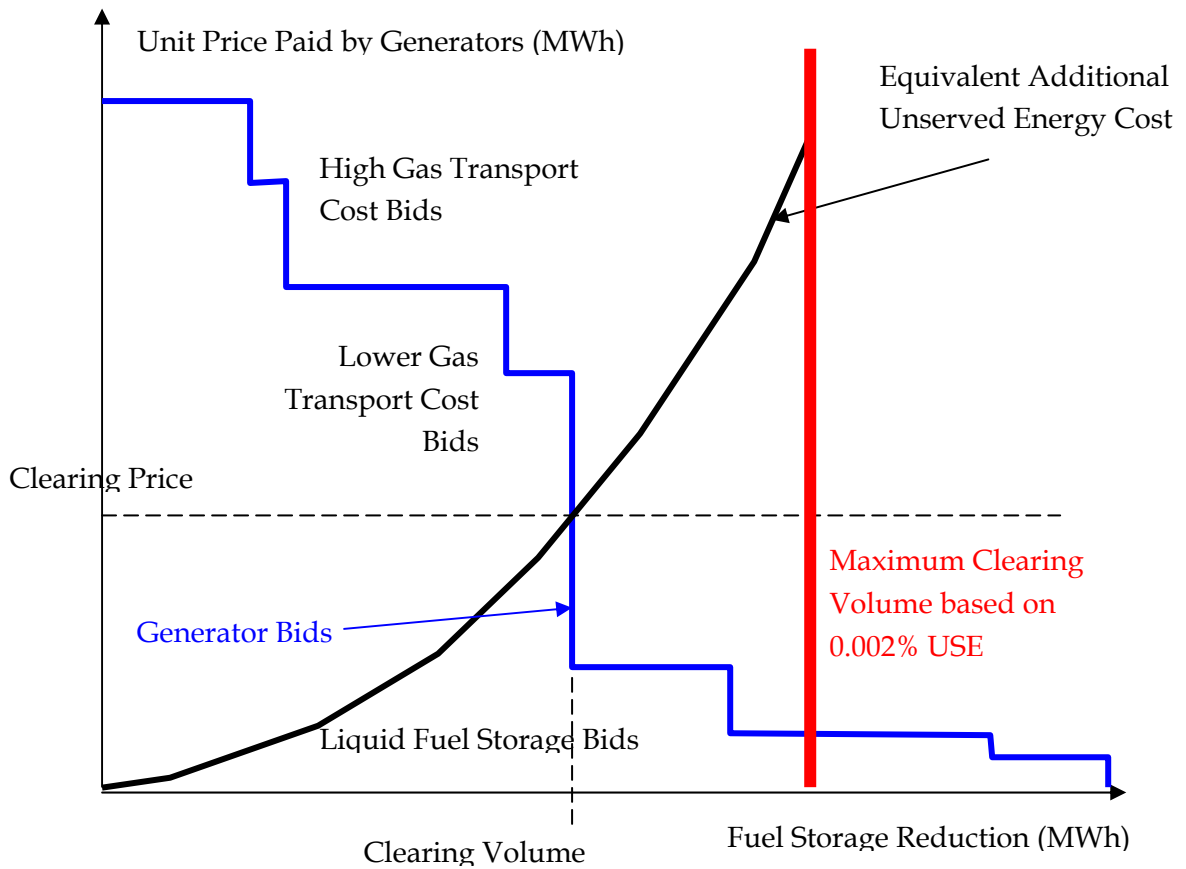 Unit Price Paid by Generators (MWh)
Equivalent Additional
Unserved Energy Cost
High Gas Transport
Cost Bids
Lower Gas
Transport Cost
Bids
Clearing Price
Maximum Clearing
Volume based on
0.002% USE
Generator Bids
Liquid Fuel Storage Bids
Fuel Storage Reduction (MWh)
Clearing Volume